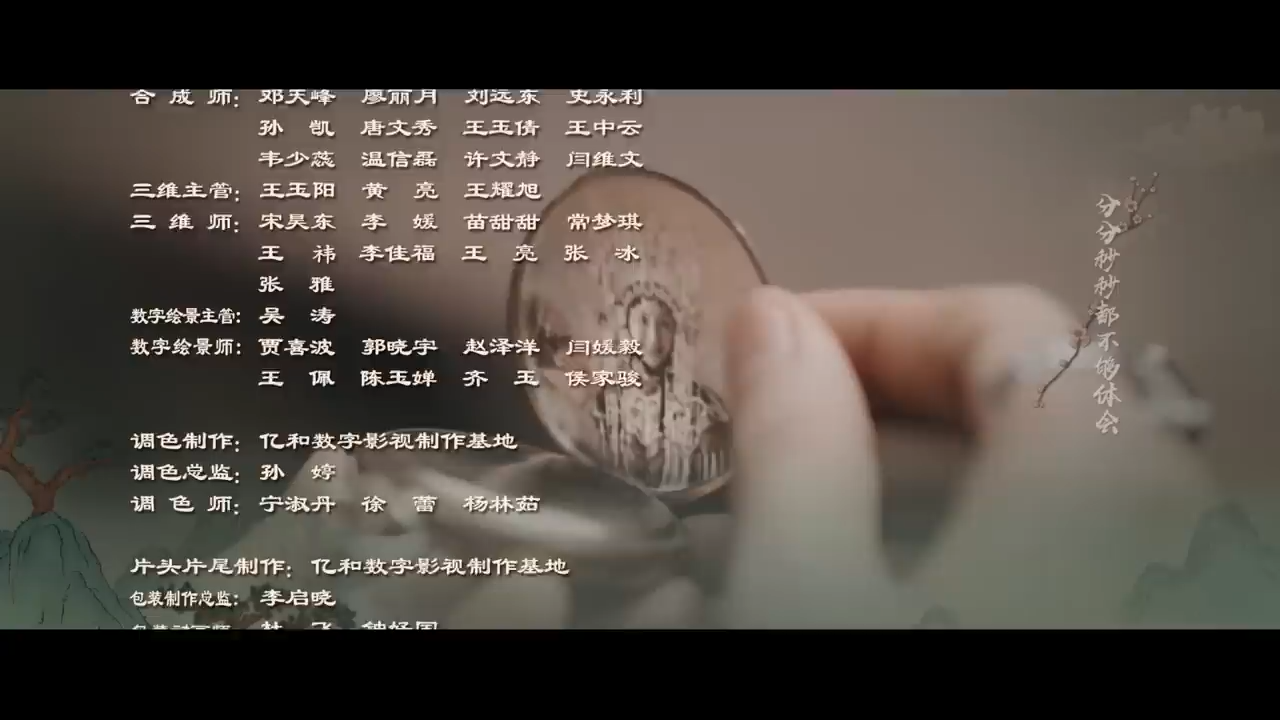 合成师：邓天峰 廖丽月 刘远东 史永利
孙凯 唐文秀 王玉倩 王中云
韦少蕊 温信磊 许文静 闫维文
三维主管：王玉阳 黄亮 王耀旭
三维师：宋昊东 李媛 苗甜甜 常梦琪
王祎 李佳福 王亮 张冰
张雅
数字绘景主管：吴涛
数字绘景师：贾喜波 郭晓宇 赵泽洋 闫媛毅
王佩 陈玉婵 齐玉 侯家骏
调色制作：亿和数字影视制作基地
调色总监：孙婷
调色师：宁淑丹 徐蕾 杨林茹
片头片尾制作：亿和数字影视制作基地
包装制作总监：李启晓
分分秒秒都不够体会